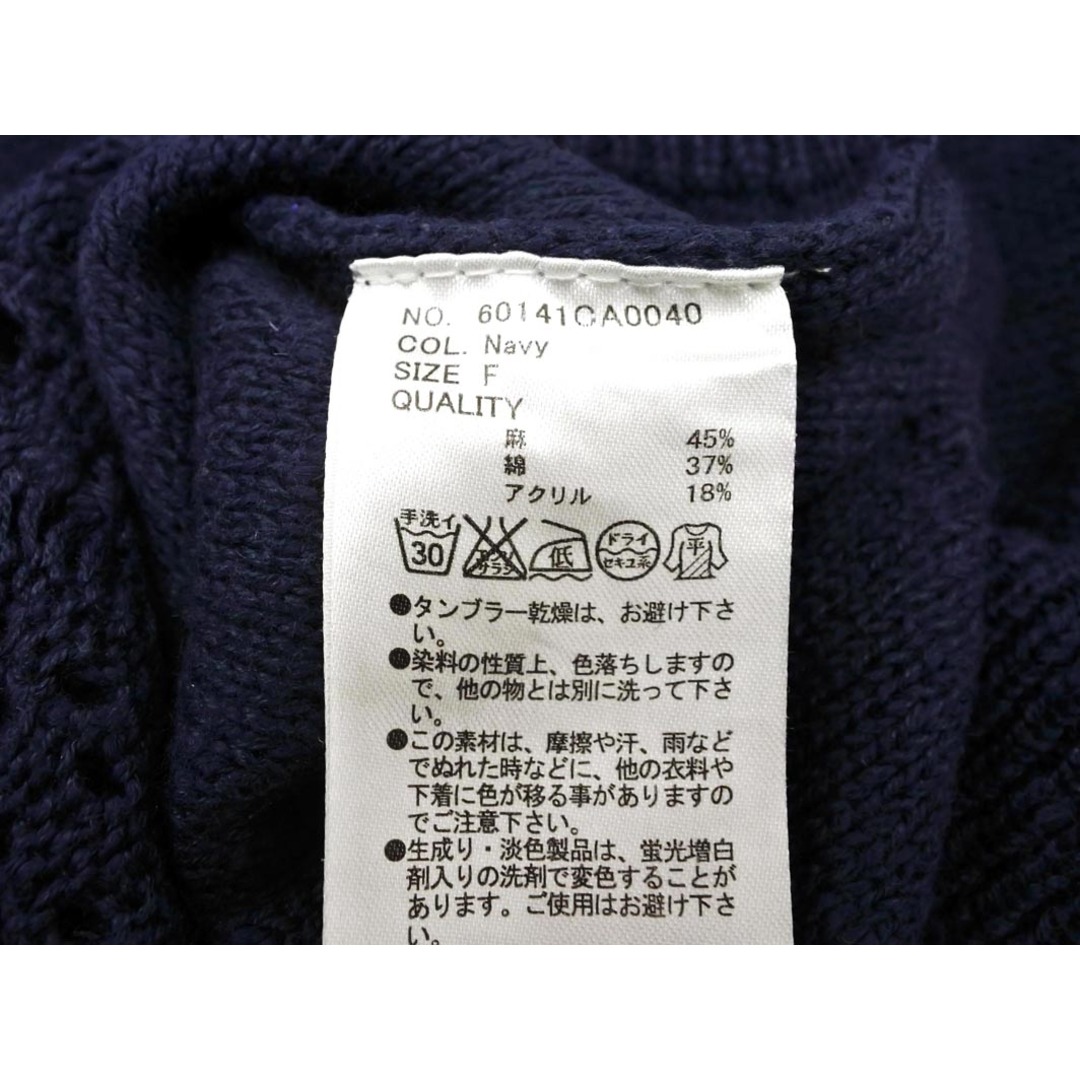 NO. 60141CA0040
COL. Navy
SIZE F
QUALITY
麻 45%
綿 37%
アクリル 18%
手洗イ
30
エンソ
サラシ
低
ドライ
セキユ系
平
●タンブラー乾燥は、お避け下さ
い。
●染料の性質上、色落ちしますの
で、他の物とは別に洗って下さ
い。
●この素材は、摩擦や汗、雨など
でぬれた時などに、他の衣料や
下着に色が移る事がありますの
でご注意下さい。
●生成り・淡色製品は、蛍光増白
剤入りの洗剤で変色することが
あります。ご使用はお避け下さ
い。